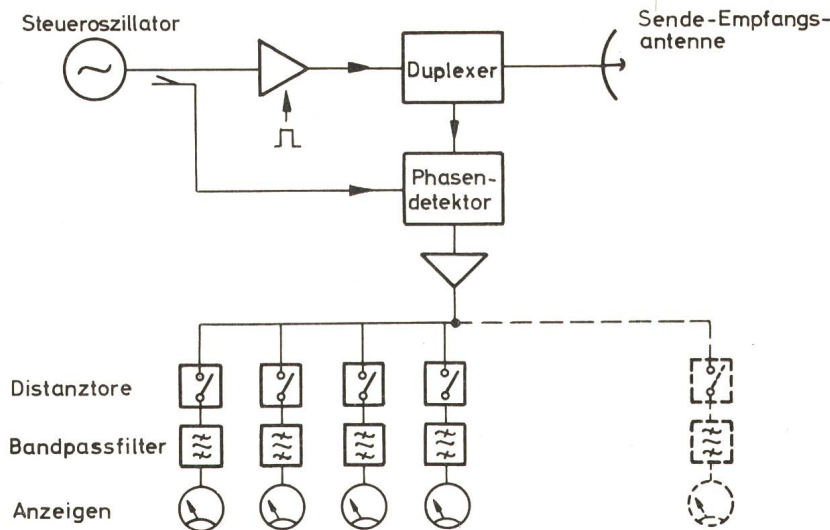 Steueroszillator
Sende-Empfangs-
antenne
Duplexer
Phasen-
detektor
Distanztore
Bandpassfilter
Anzeigen